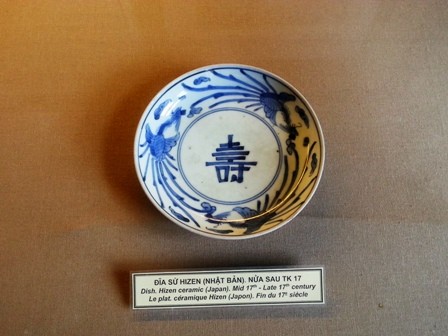 壽
ĐĨA SỨ HIZEN (NHẬT BẢN). NỬA SAU TK 17
Dish. Hizen ceramic (Japan). Mid 17th - Late 17th century
Le plat. céramique Hizen (Japon). Fin du 17e siècle